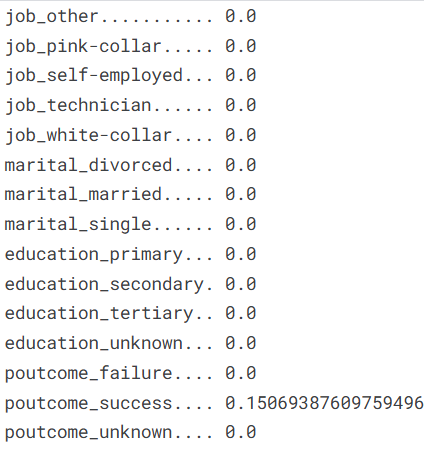 job_other........... 0.0
job_pink-collar..... 0.0
job_self-employed... 0.0
job_technician...... 0.0
job_white-collar.... 0.0
marital_divorced.... 0.0
marital_married..... 0.0
marital_single...... 0.0
education_primary... 0.0
education_secondary. 0.0
education_tertiary.. 0.0
education_unknown... 0.0
poutcome_failure.... 0.0
poutcome_success.... 0.15069387609759496
poutcome_unknown.... 0.0